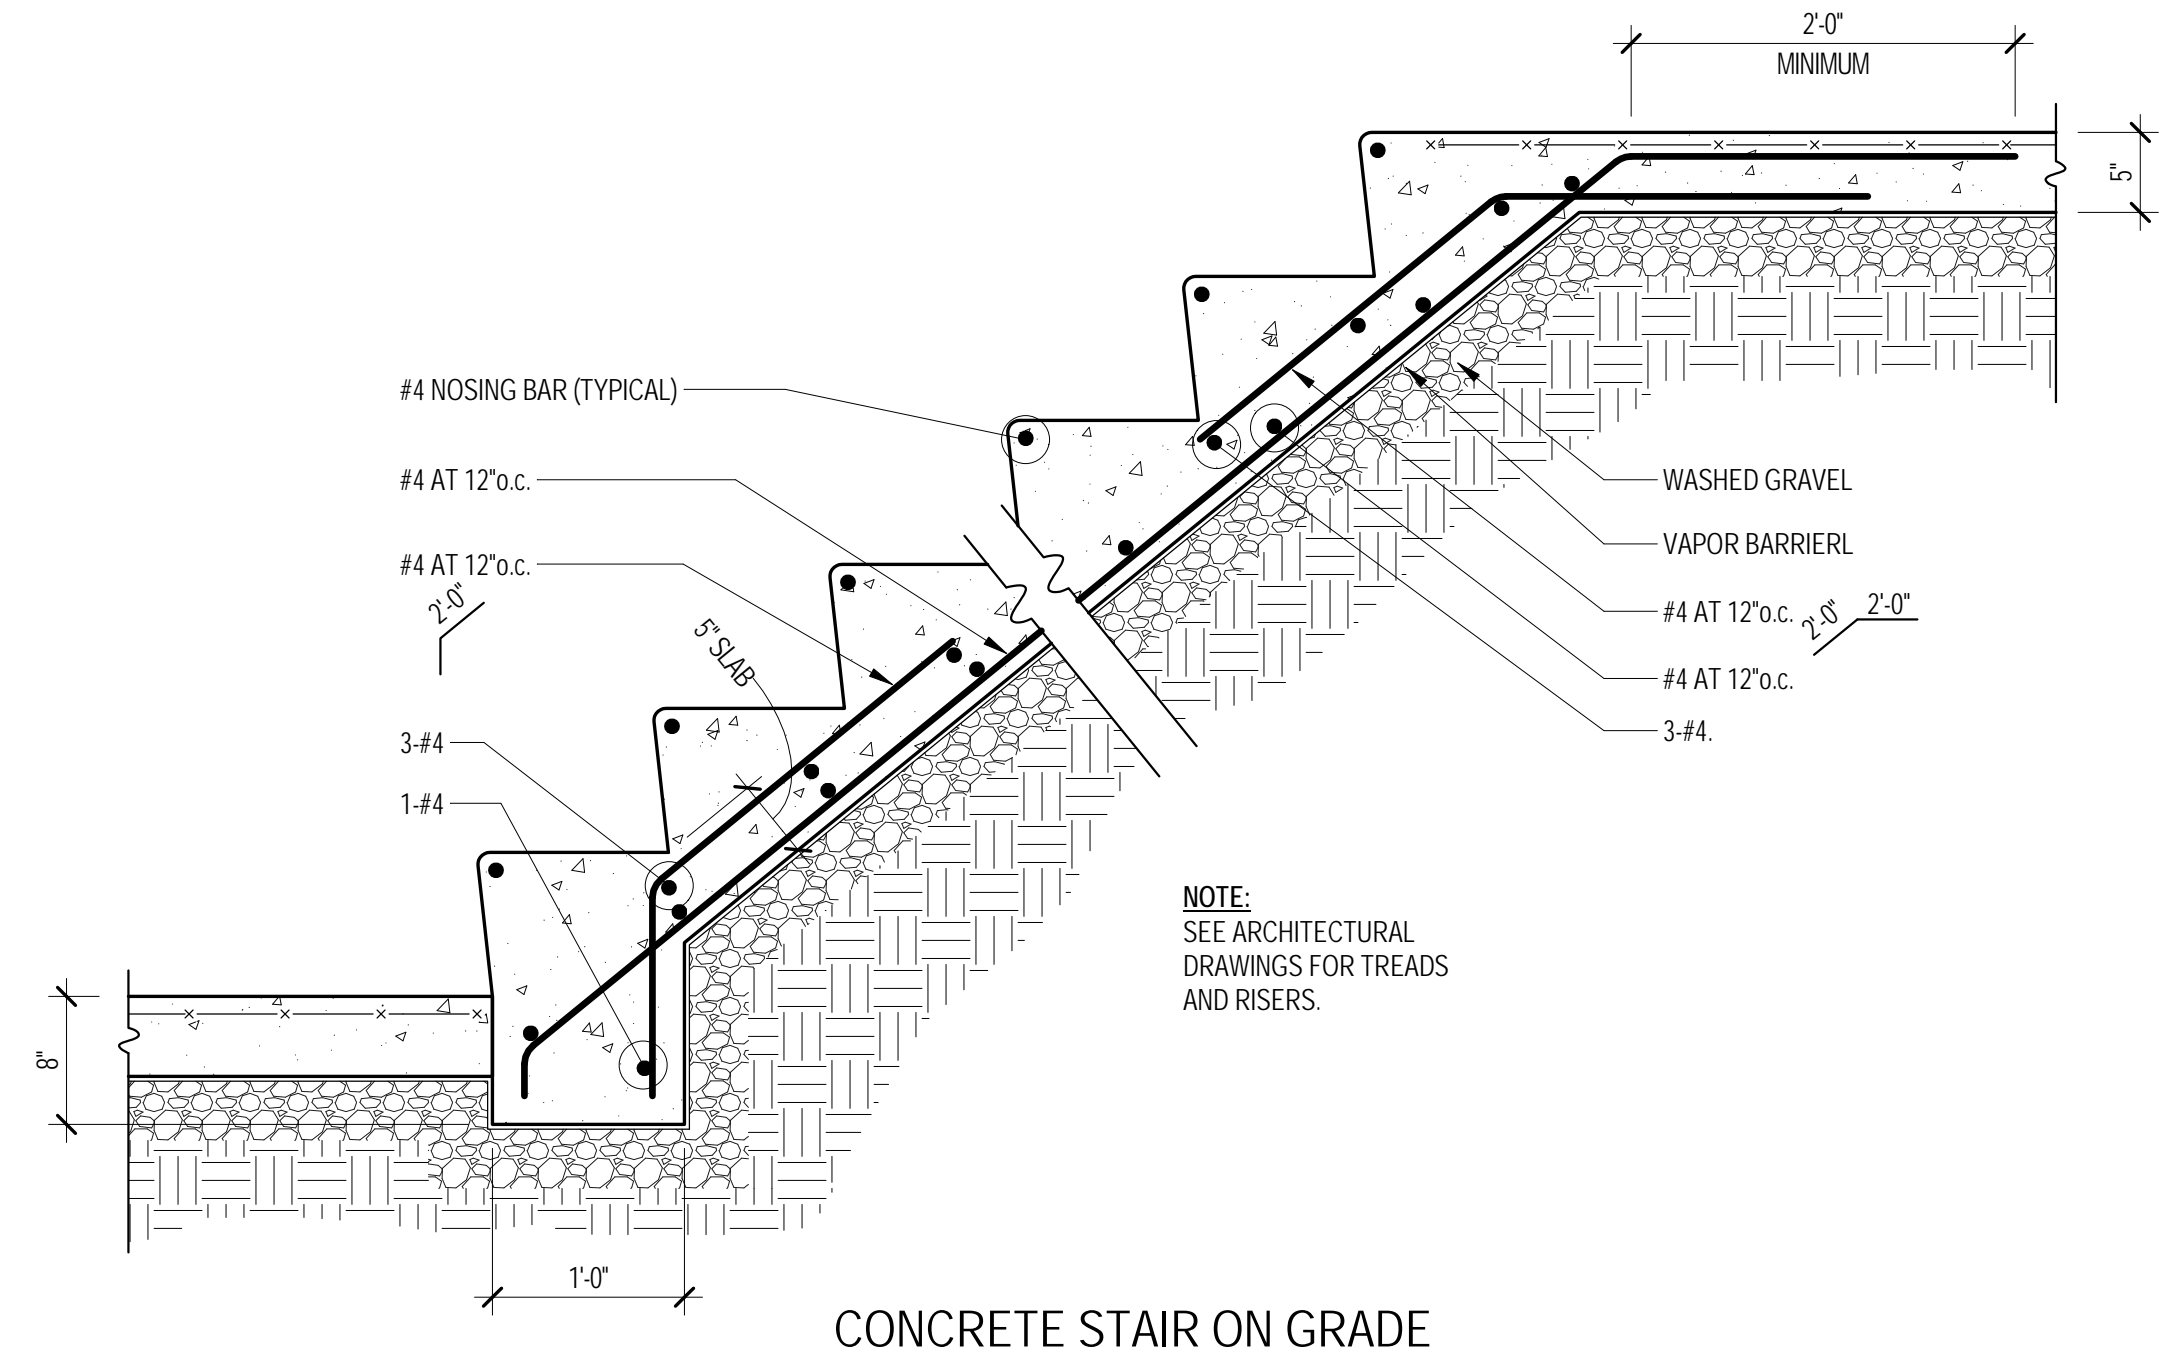 2'-0"
MINIMUM
5"
#4 NOSING BAR (TYPICAL)
#4 AT 12"o.c.
#4 AT 12"o.c.
2'-0"
5" SLAB
3-#4
1-#4
WASHED GRAVEL
VAPOR BARRIERL
#4 AT 12"o.c.
2'-0"
2'-0"
#4 AT 12"o.c.
3-#4.
NOTE:
SEE ARCHITECTURAL
DRAWINGS FOR TREADS
AND RISERS.
8"
1'-0"
CONCRETE STAIR ON GRADE